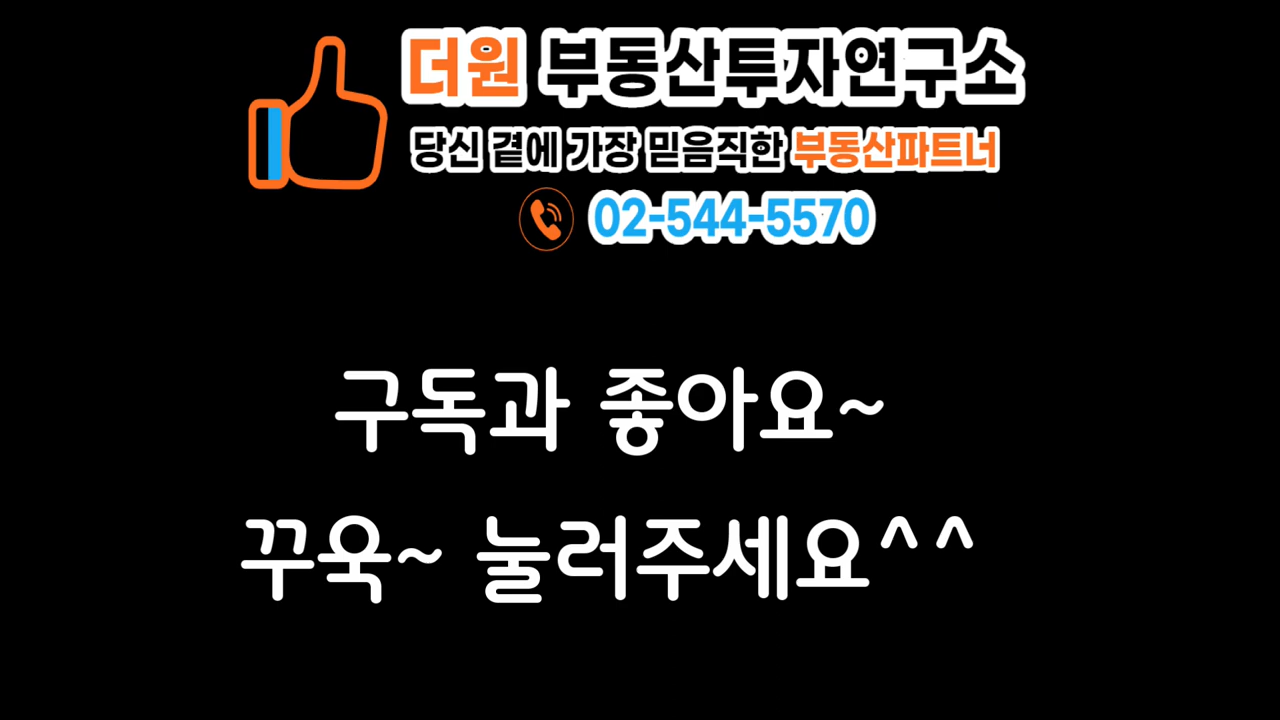 더원 부동산투자연구소
당신 곁에 가장 믿음직한 부동산파트너
02-544-5570
구독과 좋아요~
꾸욱~ 눌러주세요^^